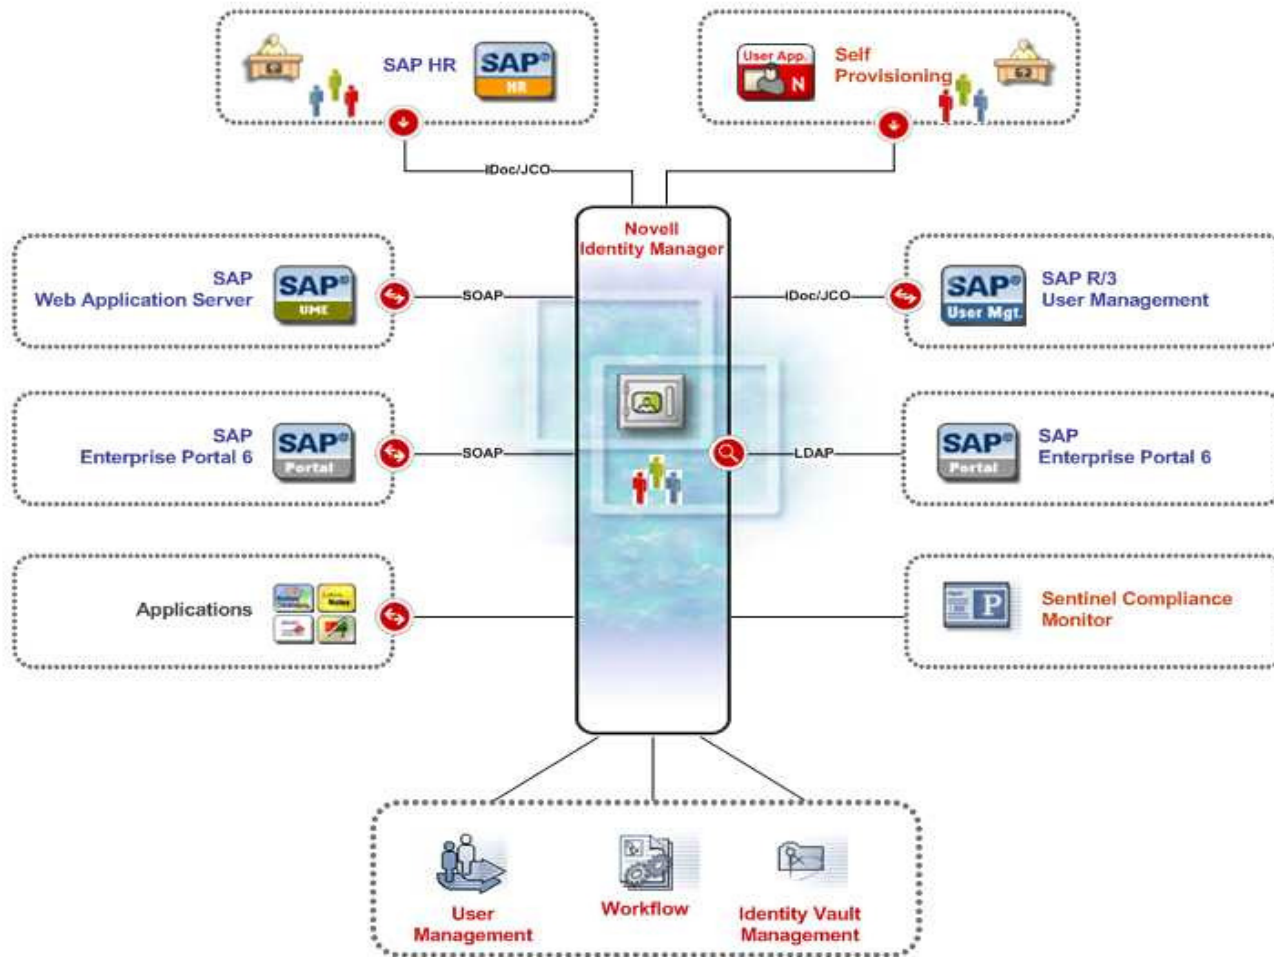 SAP HR
SAP®
HR
User App.
N
Self
Provisioning
iDoc/JCO
Novell
Identity Manager
SAP
Web Application Server
SAP®
UME
SOAP
iDoc/JCO
SAP®
User Mgt.
SAP R/3
User Management
SAP
Enterprise Portal 6
SAP®
Portal
SOAP
LDAP
SAP®
Portal
SAP
Enterprise Portal 6
Applications
Notes
P
Sentinel Compliance
Monitor
User
Management
Workflow
Identity Vault
Management